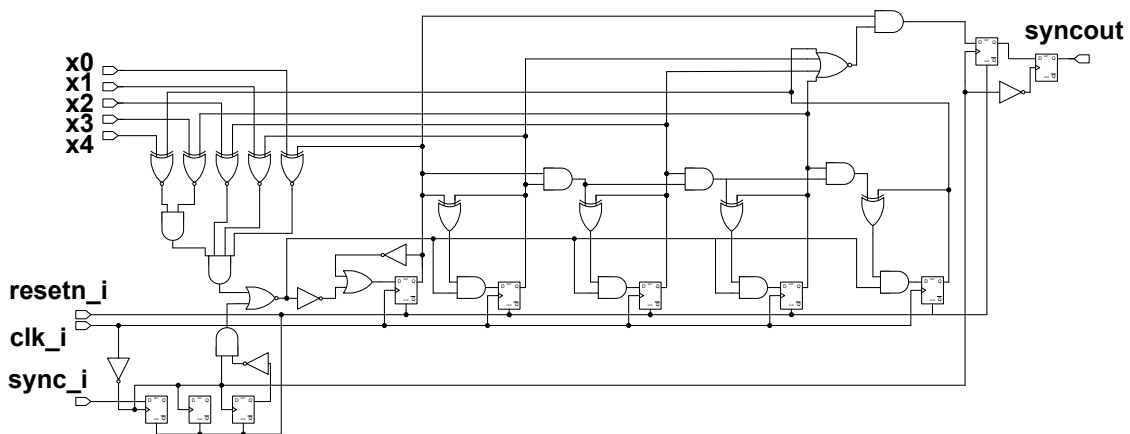 syncout
x0
x1
x2
x3
x4
resetn_i
clk_i
sync_i